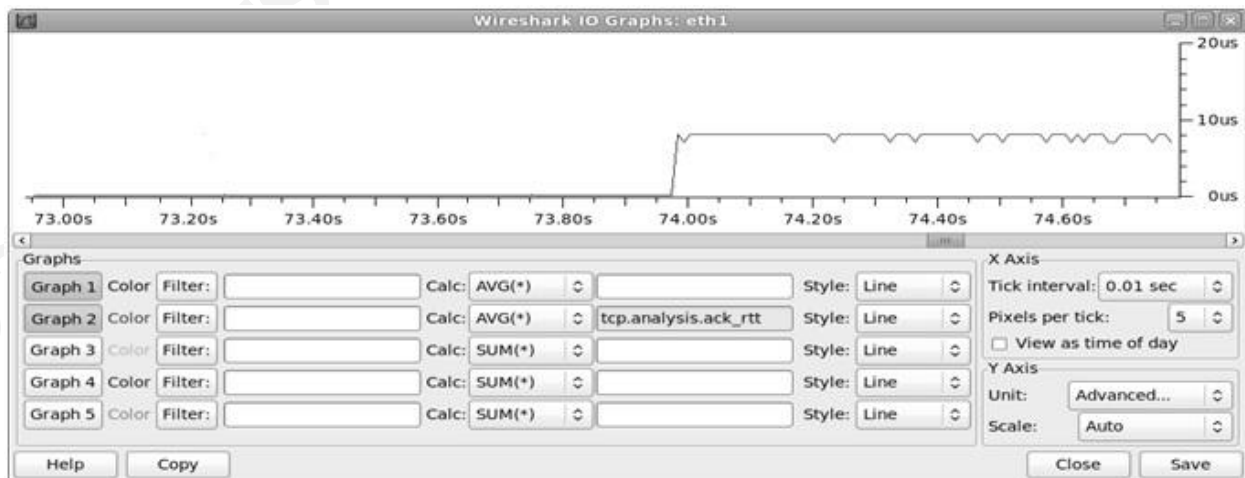 Wireshark IO Graphs: eth1
20us
10us
0us
73.00s 73.20s 73.40s 73.60s 73.80s 74.00s 74.20s 74.40s 74.60s
Graphs
Graph 1 Color Filter: Calc: AVG(*) Style: Line
Graph 2 Color Filter: Calc: AVG(*) tcp.analysis.ack_rtt Style: Line
Graph 3 Color Filter: Calc: SUM(*) Style: Line
Graph 4 Color Filter: Calc: SUM(*) Style: Line
Graph 5 Color Filter: Calc: SUM(*) Style: Line
X Axis
Tick interval: 0.01 sec
Pixels per tick: 5
View as time of day
Y Axis
Unit: Advanced...
Scale: Auto
Help Copy Close Save